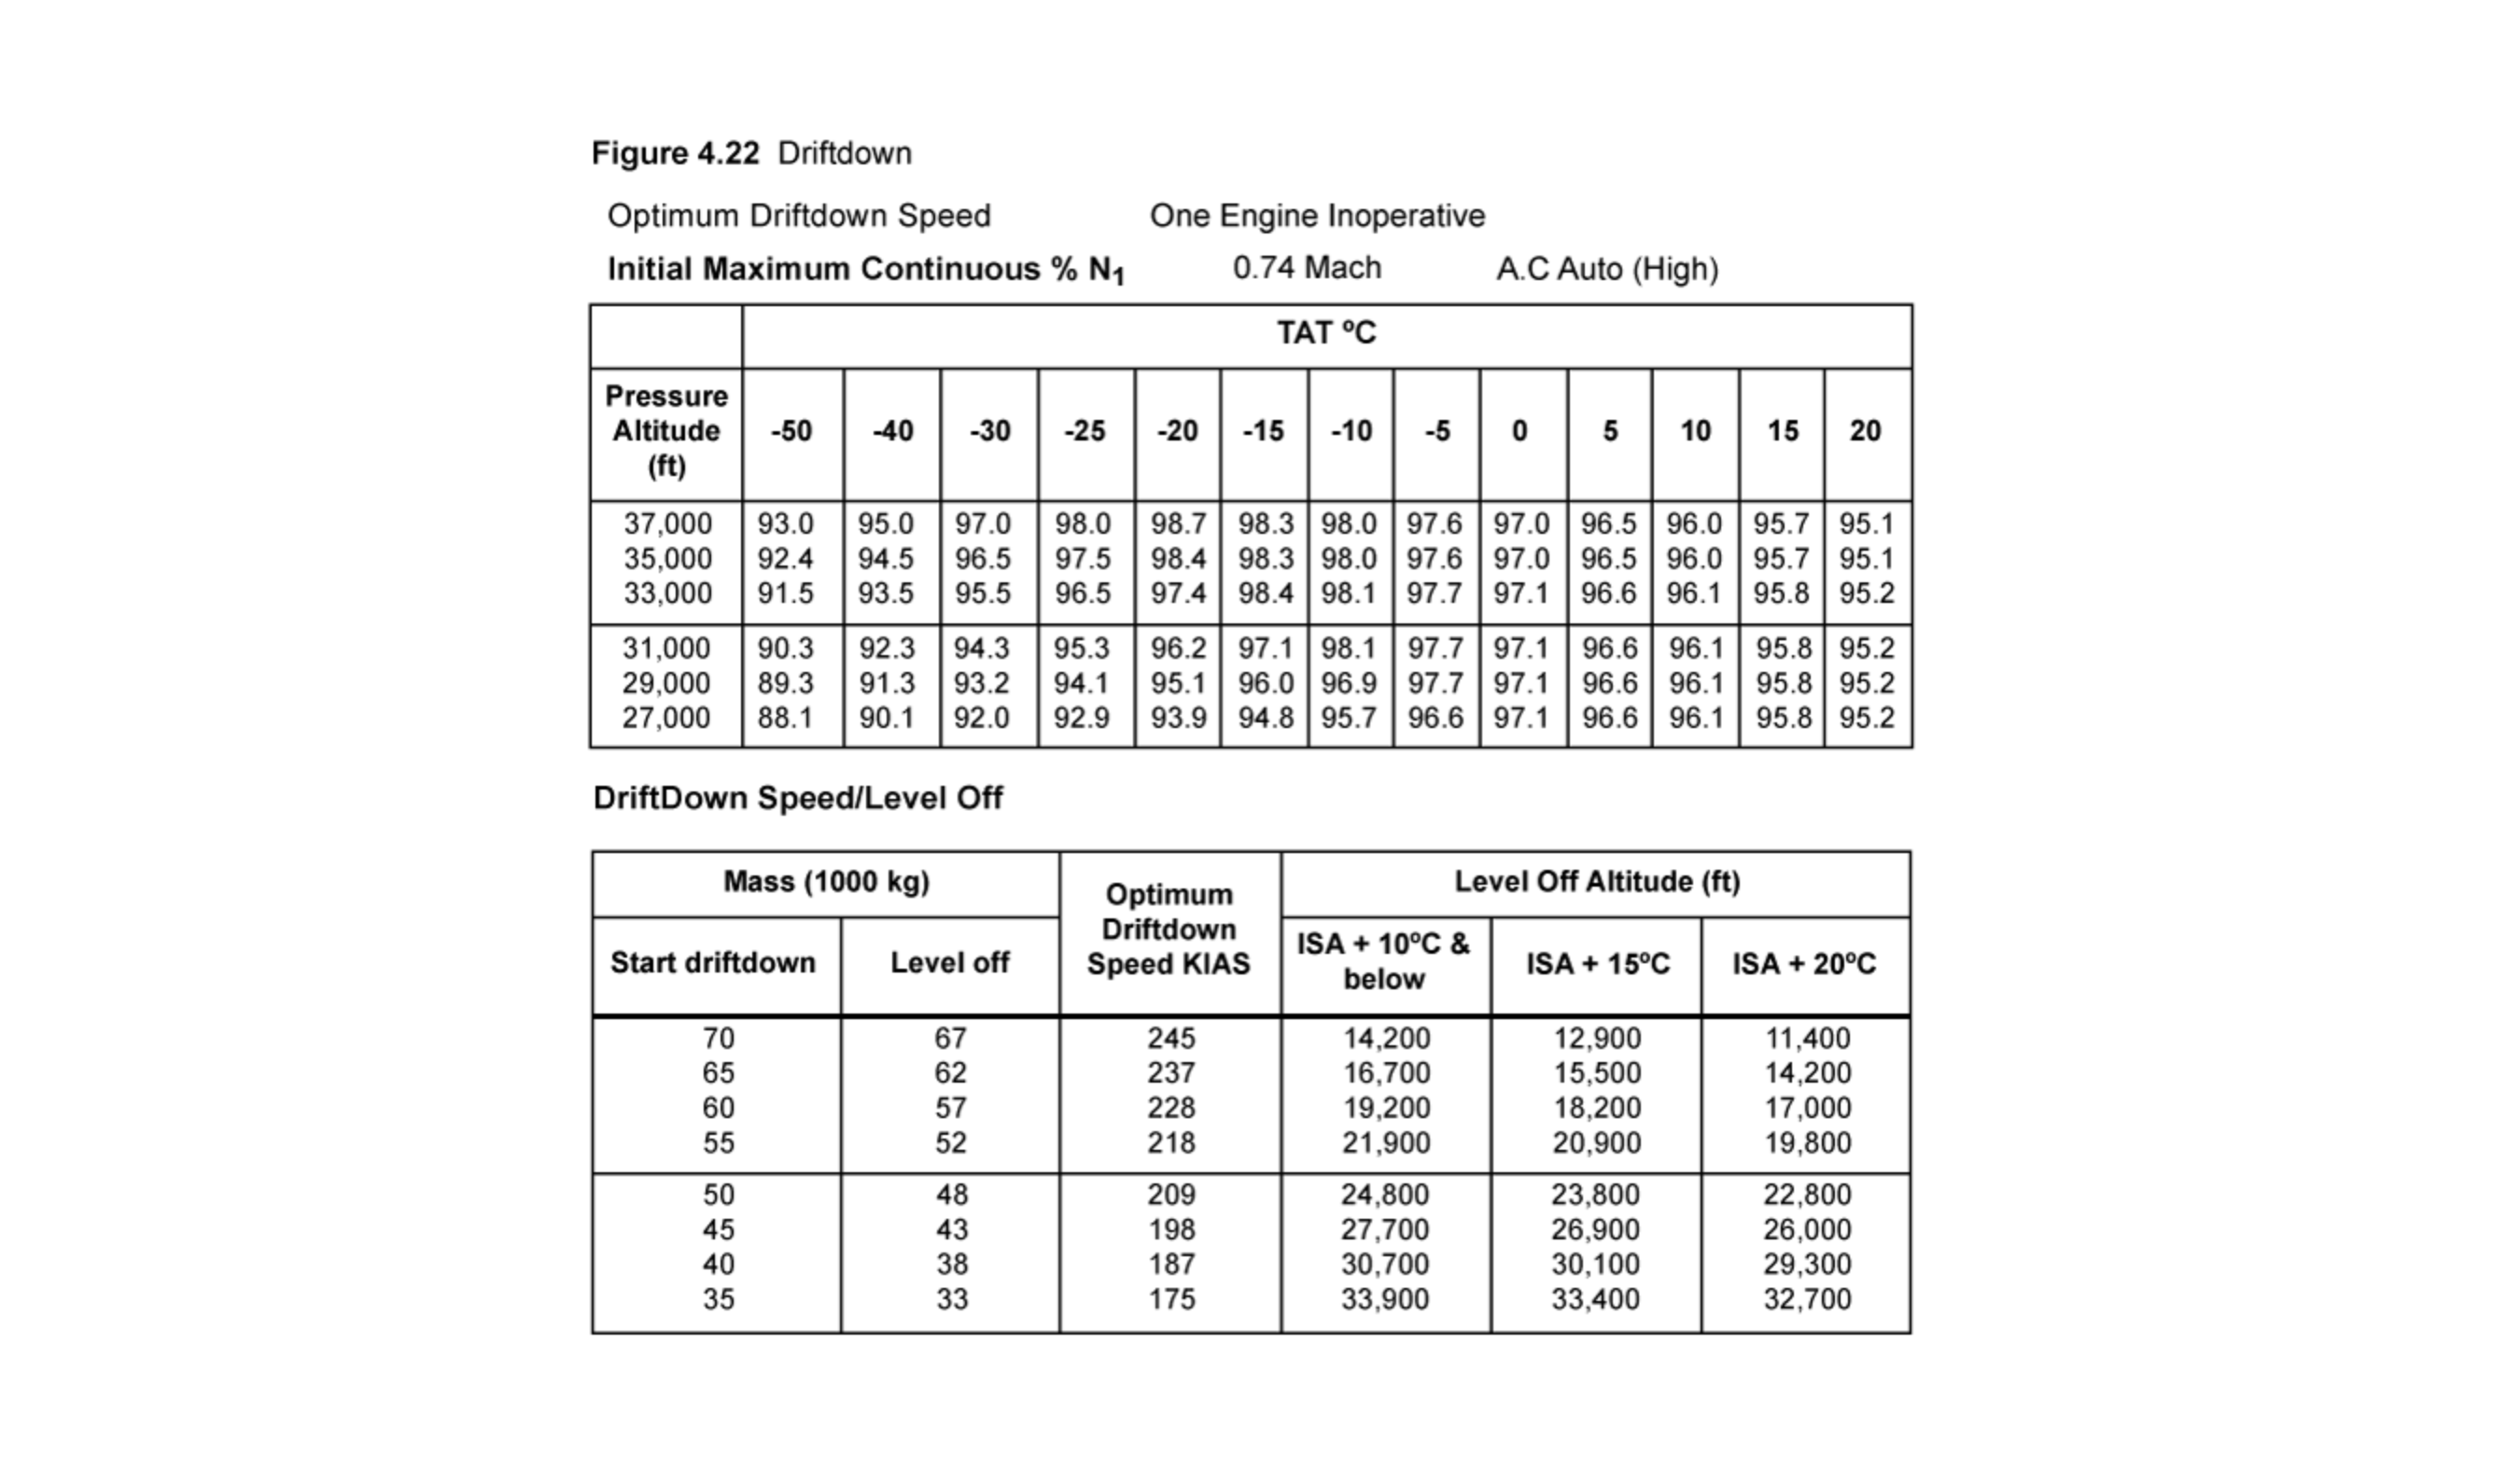 Figure 4.22 Driftdown
Optimum Driftdown Speed One Engine Inoperative
Initial Maximum Continuous % N1 0.74 Mach A.C Auto (High)
TAT ºC
Pressure Altitude (ft) -50 -40 -30 -25 -20 -15 -10 -5 0 5 10 15 20
37,000 93.0 95.0 97.0 98.0 98.7 98.3 98.0 97.6 97.0 96.5 96.0 95.7 95.1
35,000 92.4 94.5 96.5 97.5 98.4 98.3 98.0 97.6 97.0 96.5 96.0 95.7 95.1
33,000 91.5 93.5 95.5 96.5 97.4 98.4 98.1 97.7 97.1 96.6 96.1 95.8 95.2
31,000 90.3 92.3 94.3 95.3 96.2 97.1 98.1 97.7 97.1 96.6 96.1 95.8 95.2
29,000 89.3 91.3 93.2 94.1 95.1 96.0 96.9 97.7 97.1 96.6 96.1 95.8 95.2
27,000 88.1 90.1 92.0 92.9 93.9 94.8 95.7 96.6 97.1 96.6 96.1 95.8 95.2
DriftDown Speed/Level Off
Mass (1000 kg) Optimum Driftdown Speed KIAS Level Off Altitude (ft)
Start driftdown Level off ISA + 10ºC & below ISA + 15ºC ISA + 20ºC
70 67 245 14,200 12,900 11,400
65 62 237 16,700 15,500 14,200
60 57 228 19,200 18,200 17,000
55 52 218 21,900 20,900 19,800
50 48 209 24,800 23,800 22,800
45 43 198 27,700 26,900 26,000
40 38 187 30,700 30,100 29,300
35 33 175 33,900 33,400 32,700